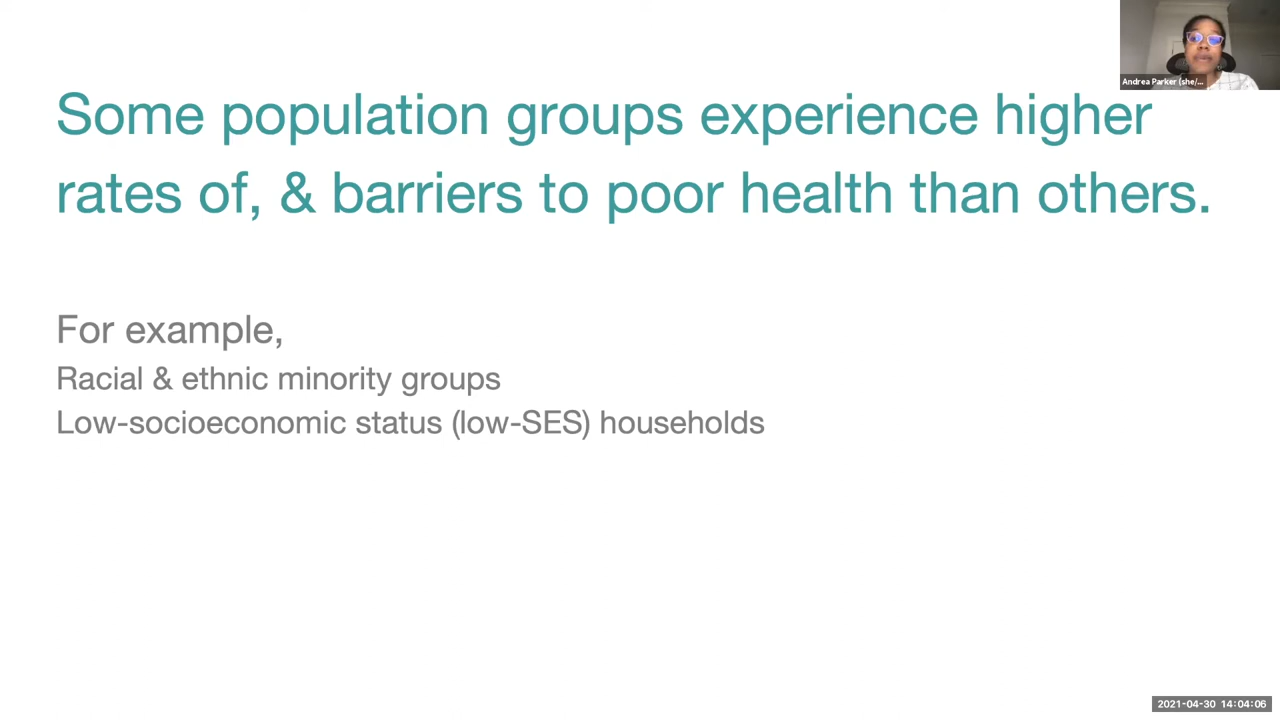 Andrea Parker (she/...
Some population groups experience higher
rates of, & barriers to poor health than others.
For example,
Racial & ethnic minority groups
Low-socioeconomic status (low-SES) households
2021-04-30 14:04:06